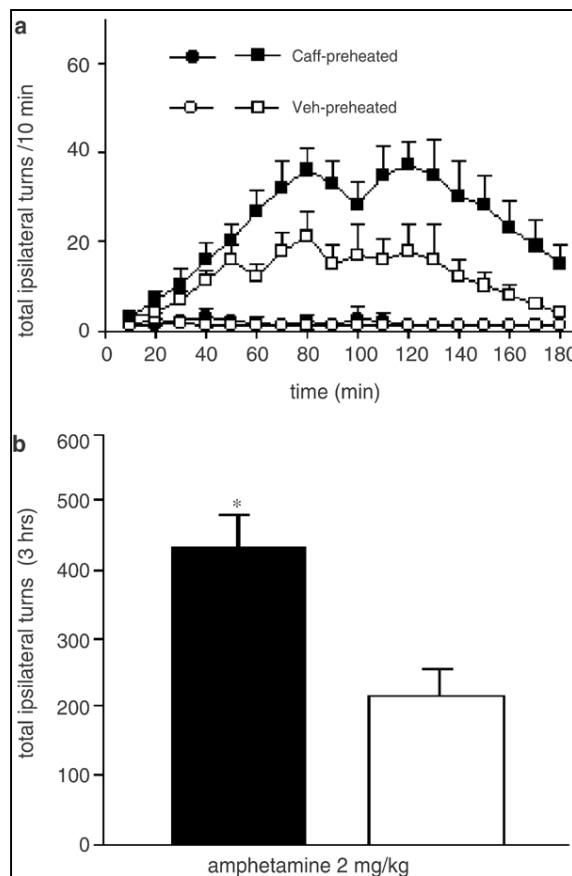 a
60
40
20
0
total ipsilateral turns /10 min
Caff-preheated
Veh-preheated
0 20 40 60 80 100 120 140 160 180
time (min)
b
600
500
400
300
200
100
0
total ipsilateral turns (3 hrs)
*
amphetamine 2 mg/kg